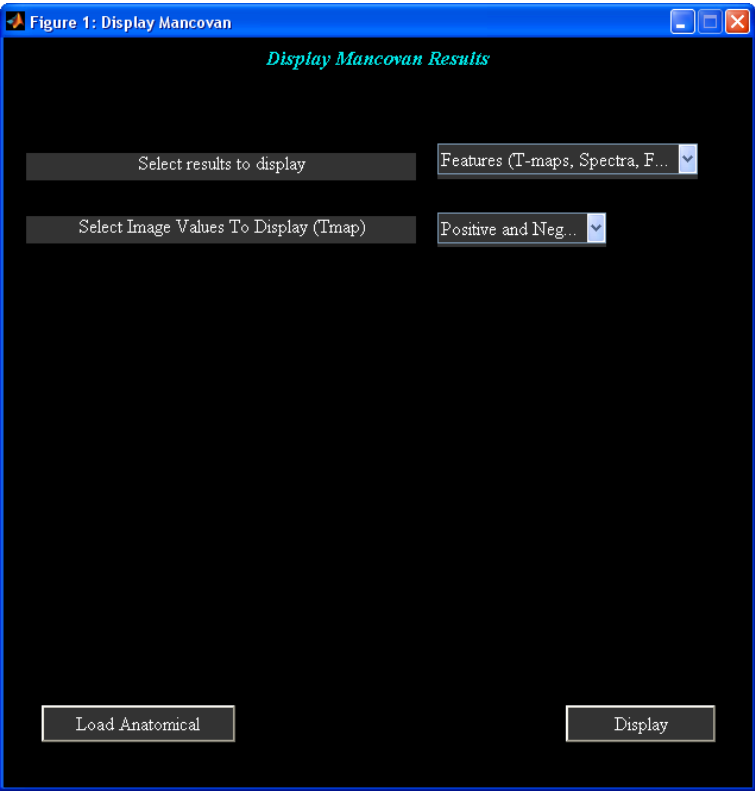 Figure 1: Display Mancovan
Display Mancovan Results
Select results to display
Features (T-maps, Spectra, F...
Select Image Values To Display (Tmap)
Positive and Neg...
Load Anatomical
Display